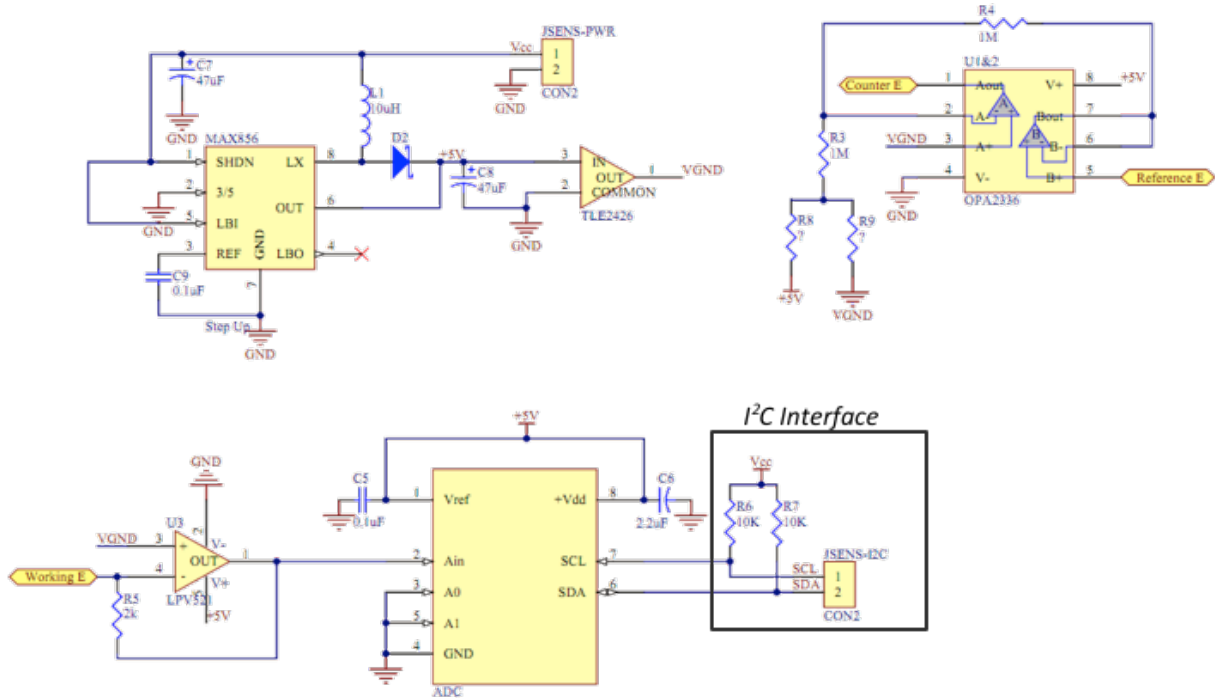 JSENS-PWR
Vcc
1
2
CON2
GND
C7
47uF
GND
L1
10uH
MAX856
1 SHDN
2 3/5
5 LBI
3 REF
LX 8
OUT 6
LBO 4
GND
7
GND
C9
0.1uF
Step Up
GND
D2
+5V
C8
47uF
GND
3 IN
OUT 1
2 COMMON
TLE2426
VGND
R4
1M
U1&2
Counter E
1 Aout
2 A-
3 A+
4 V-
V+ 8
Bout 7
B- 6
B+ 5
A
B
+5V
VGND
GND
OPA2336
Reference E
R3
1M
R8
?
R9
?
+5V
VGND
GND
U3
VGND
3 +
4 -
2 V-
OUT 1
V+
5
+5V
LPV521
Working E
R5
2k
+5V
C5
0.1uF
C6
2.2uF
1 Vref
2 Ain
3 A0
5 A1
4 GND
+Vdd 8
SCL 7
SDA 6
ADC
I²C Interface
Vcc
R6
10K
R7
10K
JSENS-I2C
SCL 1
SDA 2
CON2